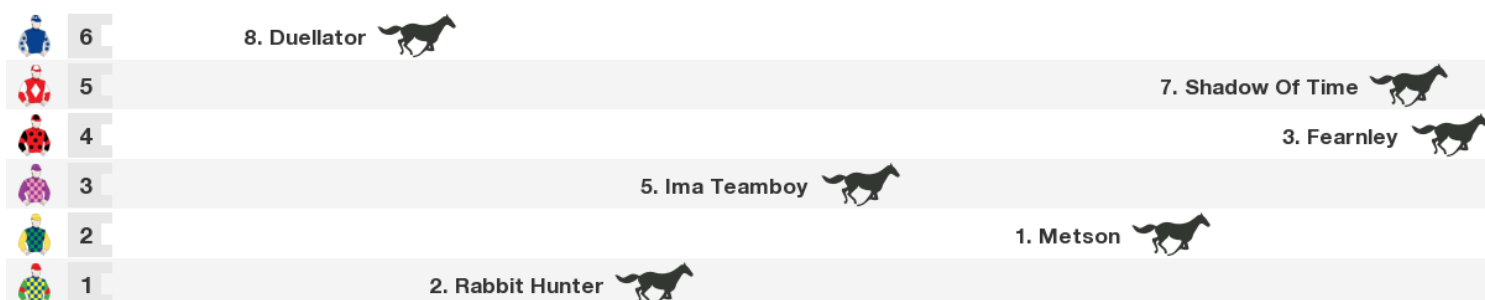 6 8. Duellator
5 7. Shadow Of Time
4 3. Fearnley
3 5. Ima Teamboy
2 1. Metson
1 2. Rabbit Hunter